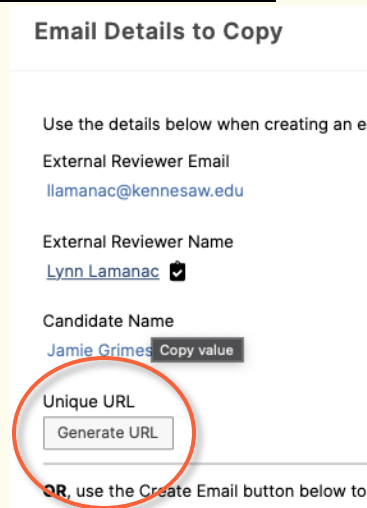 Email Details to Copy
Use the details below when creating an e
External Reviewer Email
llamanac@kennesaw.edu
External Reviewer Name
Lynn Lamanac
Candidate Name
Jamie Grimes Copy value
Unique URL
Generate URL
OR, use the Create Email button below to